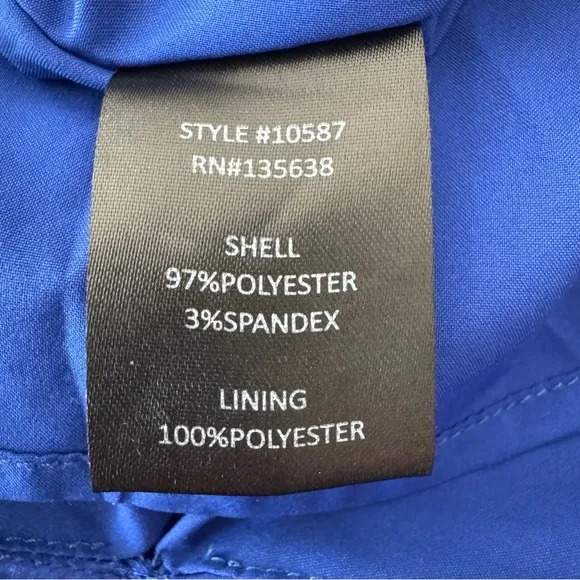 STYLE #10587
RN#135638
SHELL
97%POLYESTER
3%SPANDEX
LINING
100%POLYESTER